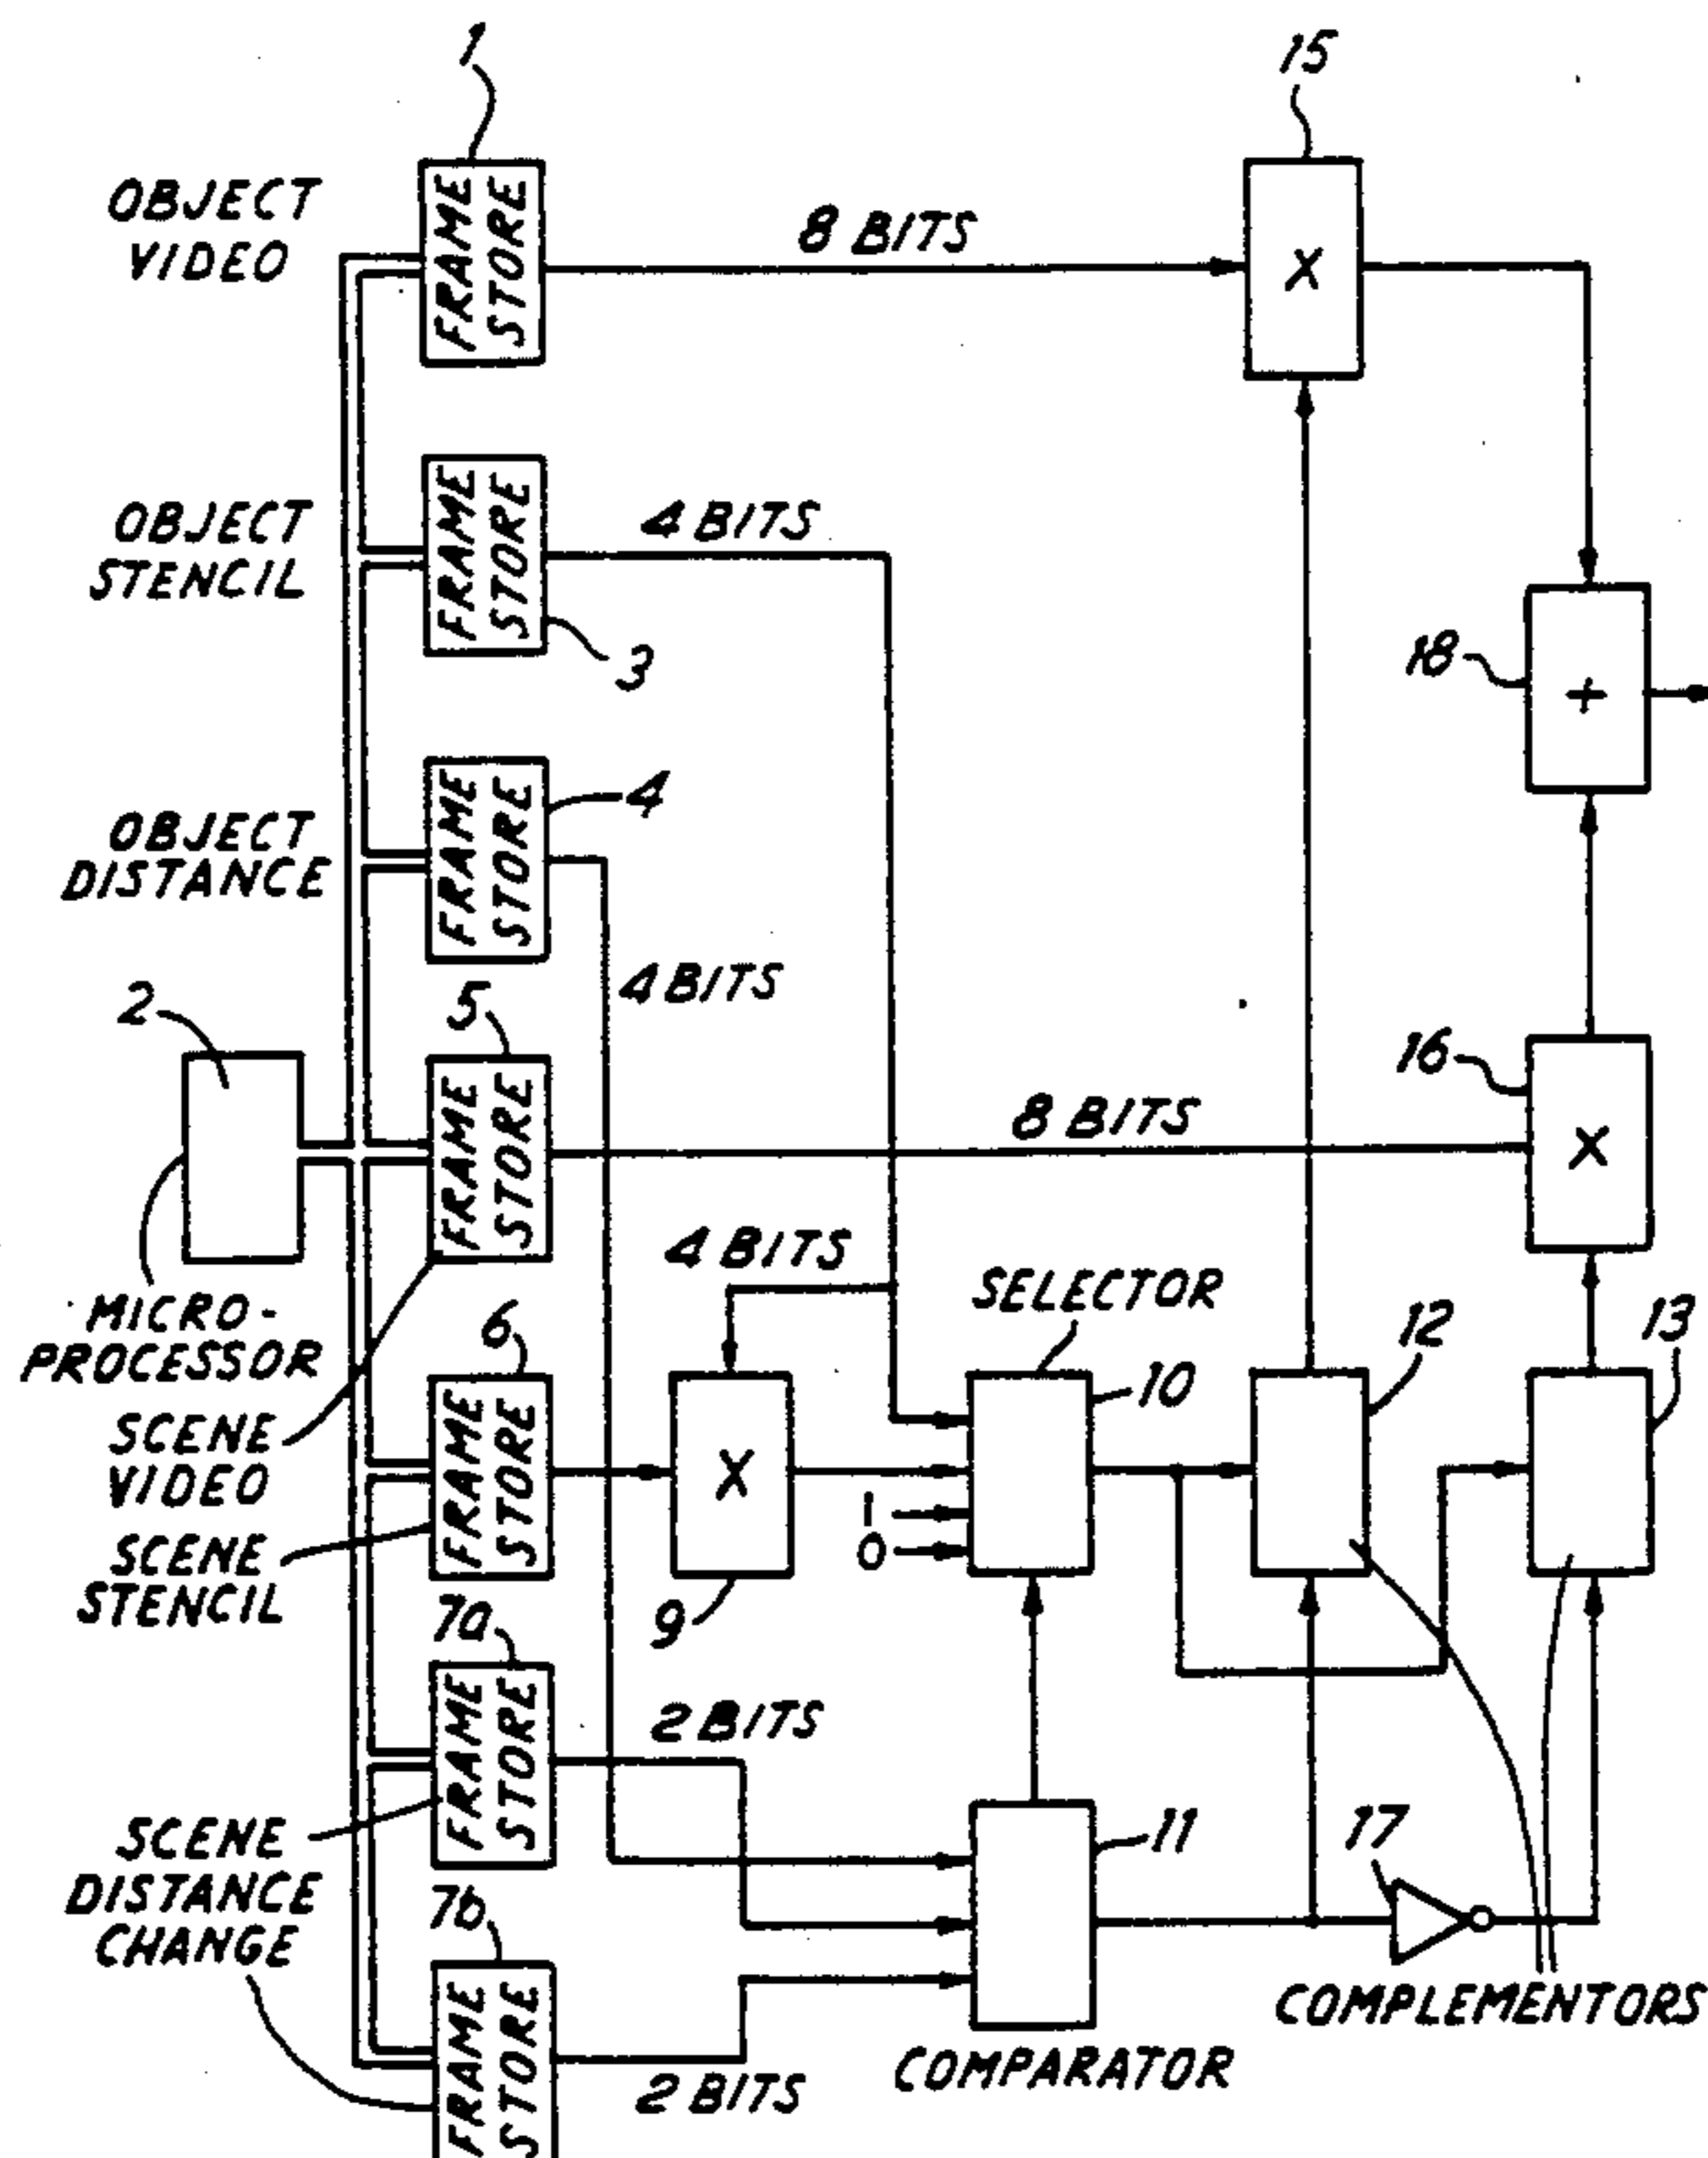 1
15
OBJECT
VIDEO
FRAME
STORE
8 BITS
X
OBJECT
STENCIL
FRAME
STORE
3
4 BITS
18
+
OBJECT
DISTANCE
FRAME
STORE
4
4 BITS
2
5
FRAME
STORE
8 BITS
16
X
MICRO-
PROCESSOR
4 BITS
SELECTOR
SCENE
VIDEO
6
FRAME
STORE
X
9
10
1
0
12
13
SCENE
STENCIL
7a
FRAME
STORE
2 BITS
SCENE
DISTANCE
CHANGE
11
17
7b
FRAME
STORE
2 BITS
COMPARATOR
COMPLEMENTORS